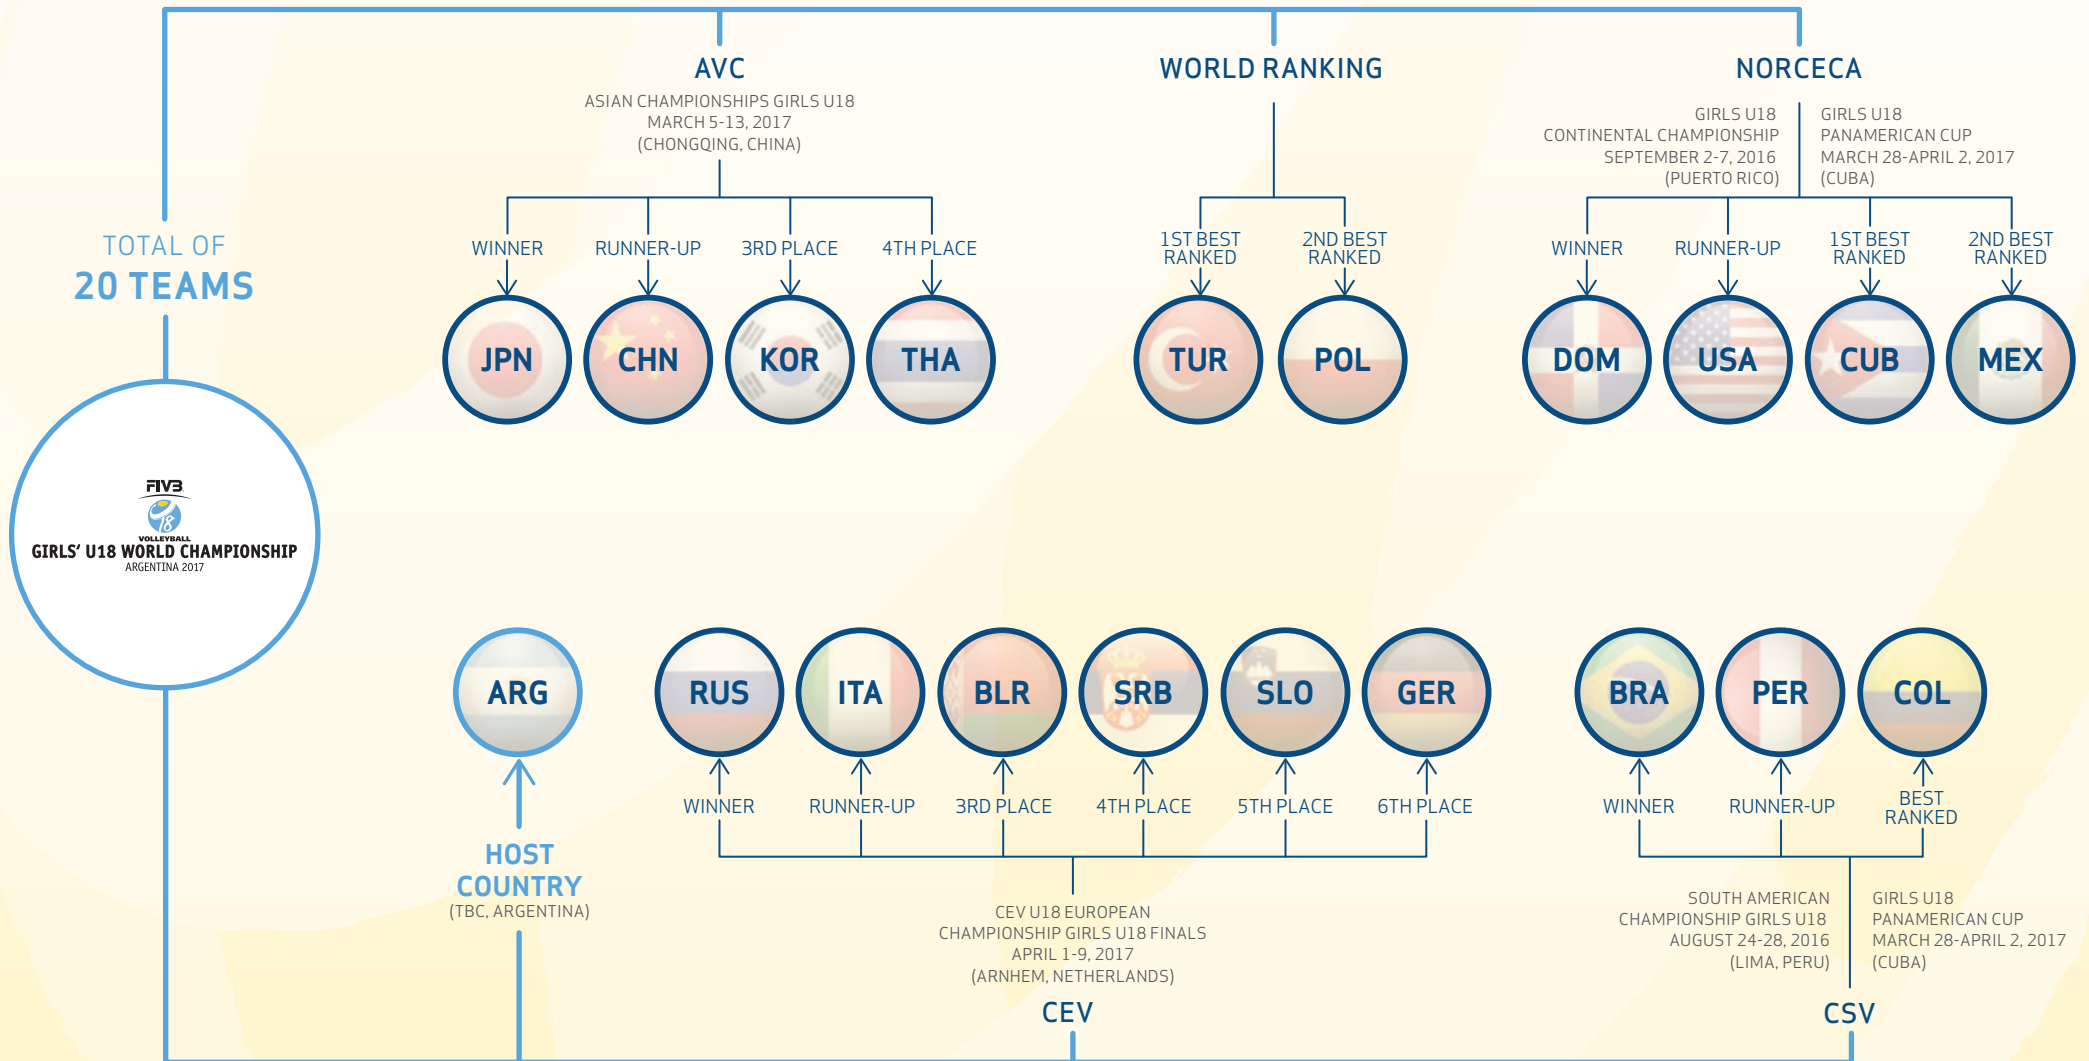 TOTAL OF
20 TEAMS
FIVB
18
VOLLEYBALL
GIRLS' U18 WORLD CHAMPIONSHIP
ARGENTINA 2017
AVC
ASIAN CHAMPIONSHIPS GIRLS U18
MARCH 5-13, 2017
(CHONGQING, CHINA)
WINNER
RUNNER-UP
3RD PLACE
4TH PLACE
JPN
CHN
KOR
THA
WORLD RANKING
1ST BEST
RANKED
2ND BEST
RANKED
TUR
POL
NORCECA
GIRLS U18
CONTINENTAL CHAMPIONSHIP
SEPTEMBER 2-7, 2016
(PUERTO RICO)
GIRLS U18
PANAMERICAN CUP
MARCH 28-APRIL 2, 2017
(CUBA)
WINNER
RUNNER-UP
1ST BEST
RANKED
2ND BEST
RANKED
DOM
USA
CUB
MEX
ARG
HOST
COUNTRY
(TBC, ARGENTINA)
RUS
ITA
BLR
SRB
SLO
GER
WINNER
RUNNER-UP
3RD PLACE
4TH PLACE
5TH PLACE
6TH PLACE
CEV U18 EUROPEAN
CHAMPIONSHIP GIRLS U18 FINALS
APRIL 1-9, 2017
(ARNHEM, NETHERLANDS)
CEV
BRA
PER
COL
WINNER
RUNNER-UP
BEST
RANKED
SOUTH AMERICAN
CHAMPIONSHIP GIRLS U18
AUGUST 24-28, 2016
(LIMA, PERU)
GIRLS U18
PANAMERICAN CUP
MARCH 28-APRIL 2, 2017
(CUBA)
CSV